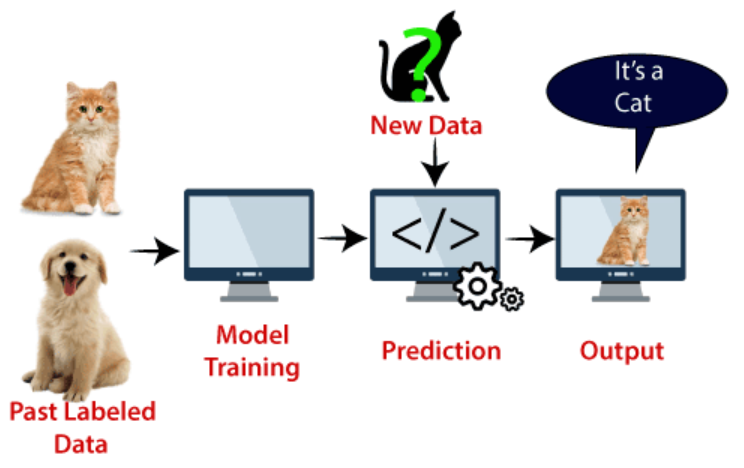 ?
New Data
It's a
Cat
</>
Model
Training
Prediction
Output
Past Labeled
Data